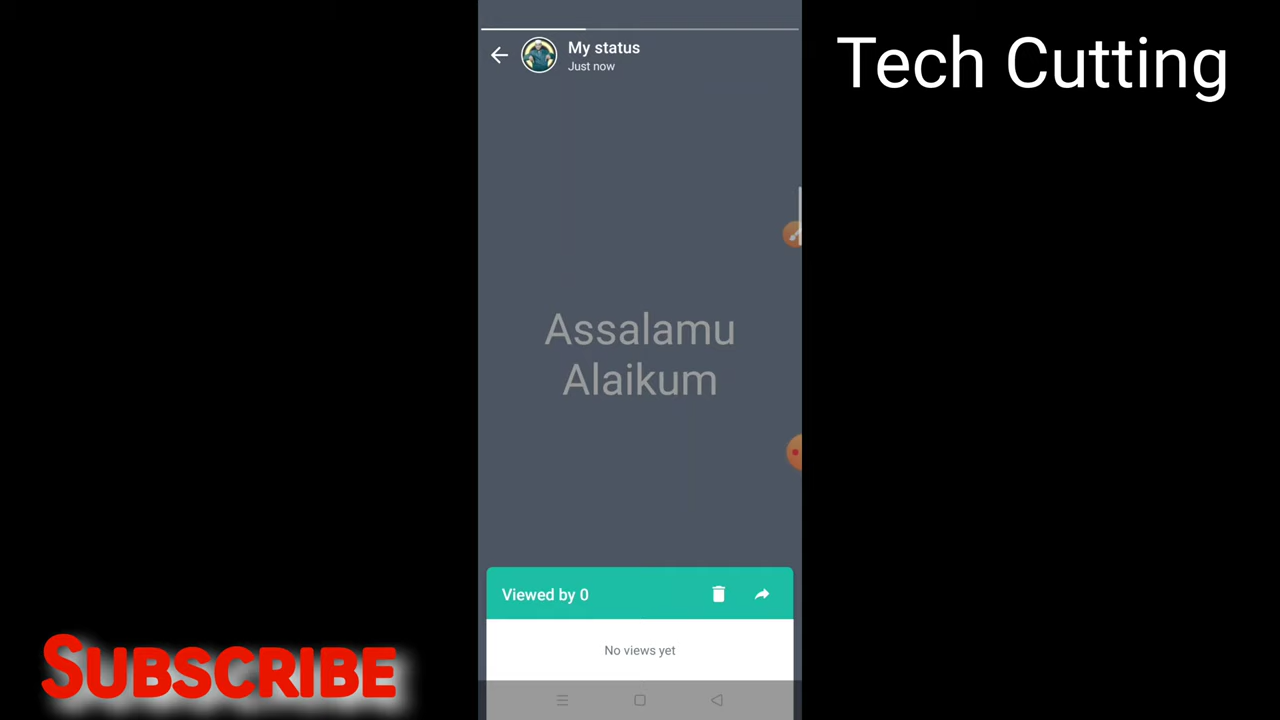 My status
Just now
Tech Cutting
Assalamu
Alaikum
Viewed by 0
No views yet
SUBSCRIBE